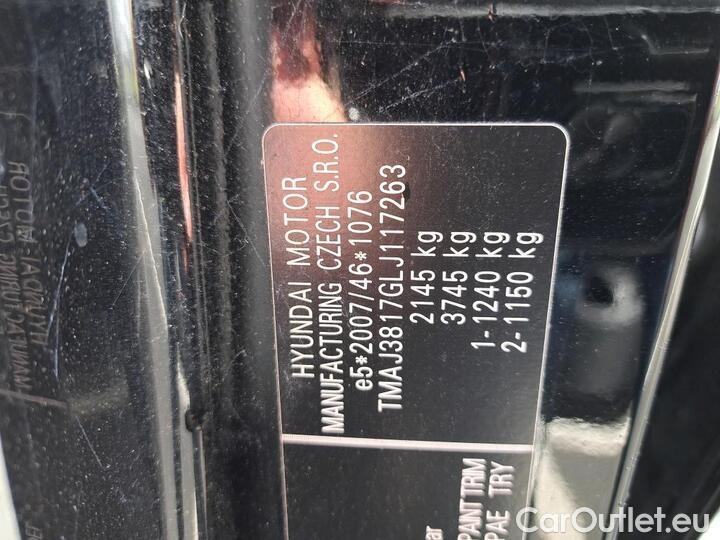 HYUNDAI MOTOR
MANUFACTURING CZECH S.R.O.
e5*2007/46*1076
TMAJ3817GLJ117263
2145 kg
3745 kg
1- 1240 kg
2- 1150 kg
PAINT TRIM
PAE TRY
CarOutlet.eu